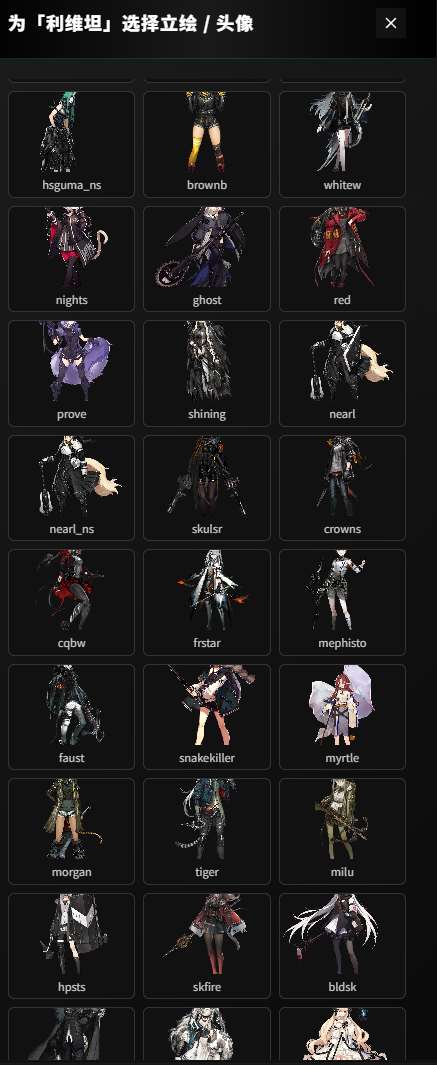 为「利维坦」选择立绘 / 头像
hsguma_ns
brownb
whitew
nights
ghost
red
prove
shining
nearl
nearl_ns
skulsr
crowns
cqbw
frstar
mephisto
faust
snakekiller
myrtle
morgan
tiger
milu
hpsts
skfire
bldsk